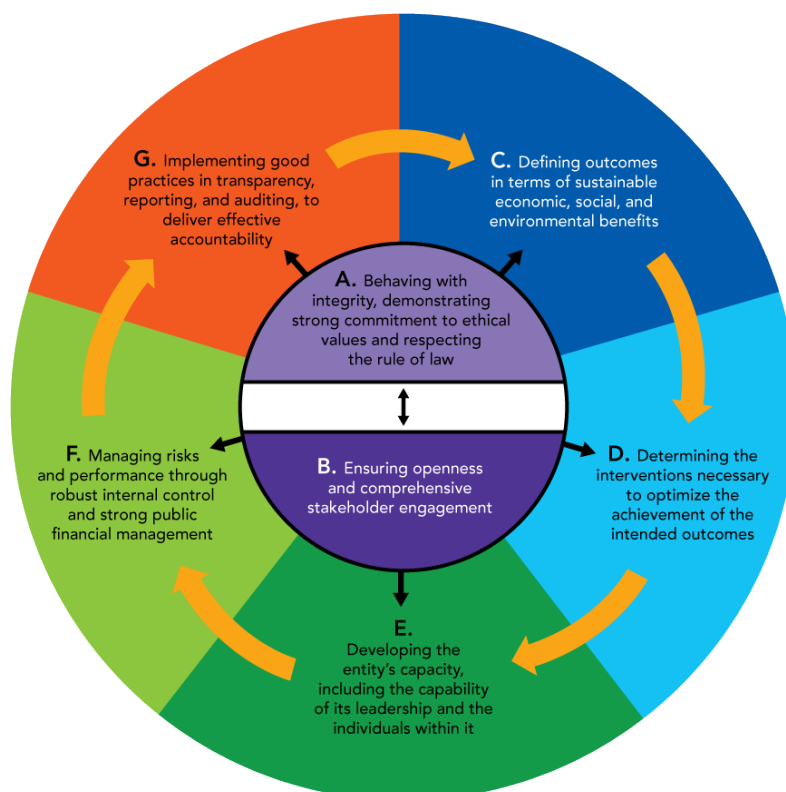 G. Implementing good
practices in transparency,
reporting, and auditing, to
deliver effective
accountability
C. Defining outcomes
in terms of sustainable
economic, social, and
environmental benefits
A. Behaving with
integrity, demonstrating
strong commitment to ethical
values and respecting
the rule of law
B. Ensuring openness
and comprehensive
stakeholder engagement
F. Managing risks
and performance through
robust internal control
and strong public
financial management
D. Determining the
interventions necessary
to optimize the
achievement of the
intended outcomes
E.
Developing the
entity's capacity,
including the capability
of its leadership and the
individuals within it